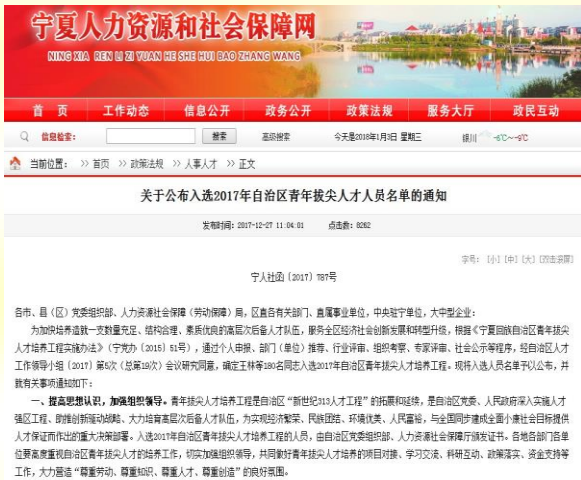 宁夏人力资源和社会保障网
NING XIA REN LI ZI YUAN HE SHE HUI BAO ZHANG WANG
首 页 工作动态 信息公开 政务公开 政策法规 服务大厅 政民互动
信息检索： 搜索 高级搜索 今天是2018年1月3日 星期三 银川 -6℃~-9℃
当前位置： >> 首页 >> 政策法规 >> 人事人才 >> 正文
关于公布入选2017年自治区青年拔尖人才人员名单的通知
发布时间：2017-12-27 11:04:01 点击数：8262
字号： [小] [中] [大] [双击滚屏]
宁人社函〔2017〕787号
各市、县（区）党委组织部、人力资源社会保障（劳动保障）局，区直各有关部门、直属事业单位，中央驻宁单位，大中型企业：
为加快培养造就一支数量充足、结构合理、素质优良的高层次后备人才队伍，服务全区经济社会创新发展和转型升级，根据《宁夏回族自治区青年拔尖
人才培养工程实施办法》（宁党办〔2015〕51号），通过个人申报、部门（单位）推荐、行业评审、组织考察、专家评审、社会公示等程序，经自治区人才
工作领导小组〔2017〕第5次（总第19次）会议研究同意，确定王林等180名同志入选2017年自治区青年拔尖人才培养工程。现将入选人员名单予以公布，并
就有关事项通知如下：
一、提高思想认识，加强组织领导。青年拔尖人才培养工程是自治区“新世纪313人才工程”的拓展和延续，是自治区党委、人民政府深入实施人才
强区工程、助推创新驱动战略、大力培育高层次后备人才队伍，为实现经济繁荣、民族团结、环境优美、人民富裕，与全国同步建成全面小康社会目标提供
人才保证而作出的重大决策部署。入选2017年自治区青年拔尖人才培养工程的人员，由自治区党委组织部、人力资源社会保障厅颁发证书。各地各部门各单
位要高度重视自治区青年拔尖人才的培养工作，切实加强组织领导，共同做好青年拔尖人才培养的项目对接、学习交流、科研互动、政策落实、资金支持等
工作，大力营造“尊重劳动、尊重知识、尊重人才、尊重创造”的良好氛围。